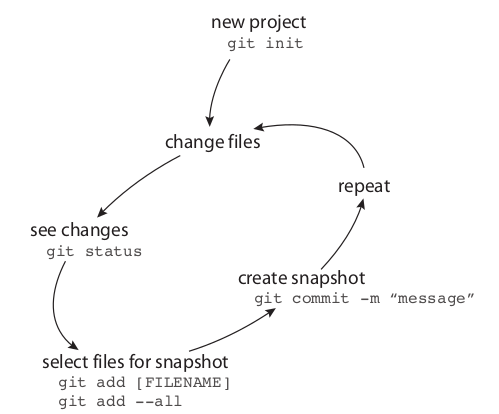 new project
git init
change files
repeat
see changes
git status
create snapshot
git commit -m “message”
select files for snapshot
git add [FILENAME]
git add --all